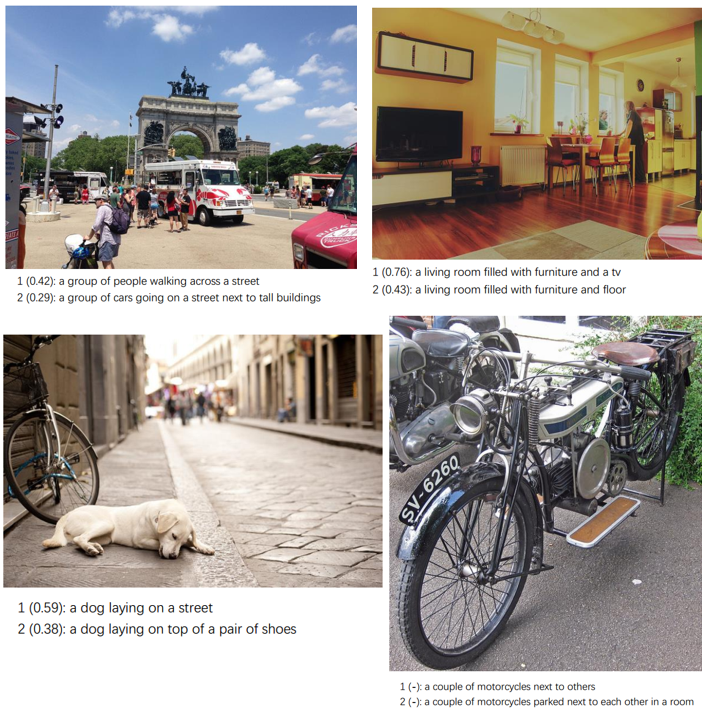 1 (0.42): a group of people walking across a street
2 (0.29): a group of cars going on a street next to tall buildings
1 (0.76): a living room filled with furniture and a tv
2 (0.43): a living room filled with furniture and floor
1 (0.59): a dog laying on a street
2 (0.38): a dog laying on top of a pair of shoes
SV-6260
1 (-): a couple of motorcycles next to others
2 (-): a couple of motorcycles parked next to each other in a room